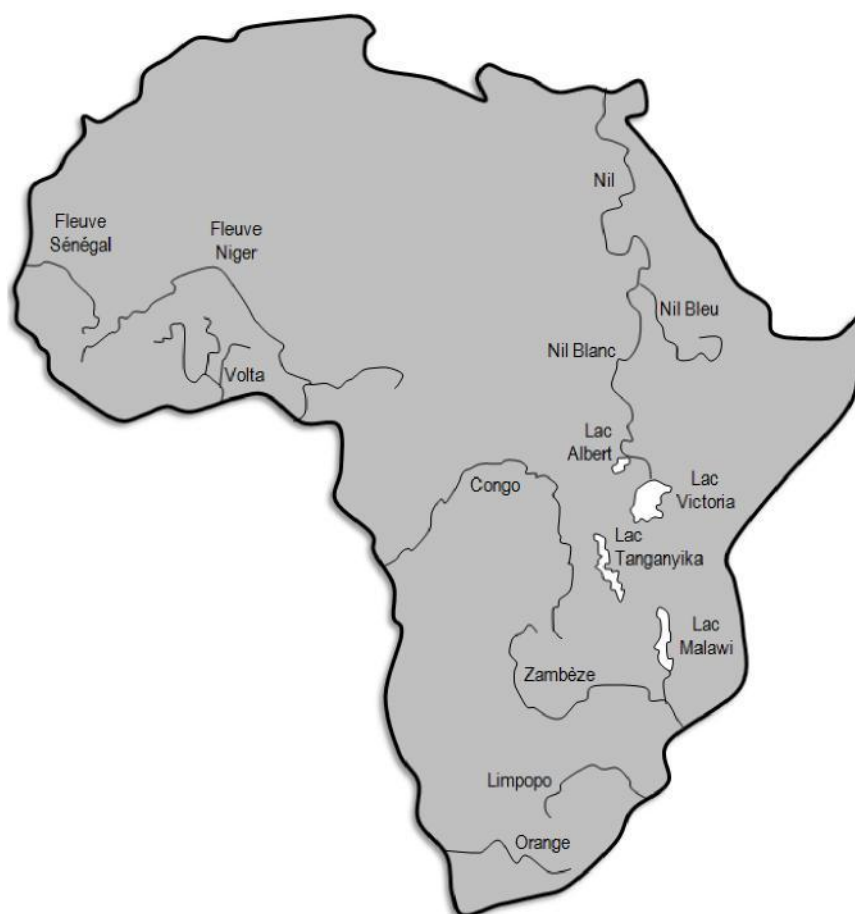 Nil
Fleuve
Sénégal
Fleuve
Niger
Nil Bleu
Nil Blanc
Volta
Lac
Albert
Lac
Victoria
Congo
Lac
Tanganyika
Lac
Malawi
Zambèze
Limpopo
Orange